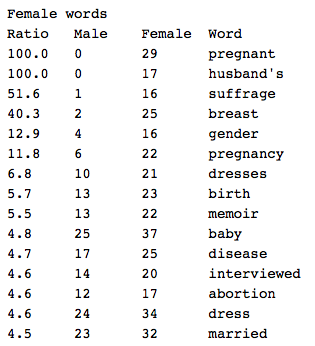 Female words
Ratio Male Female Word
100.0 0 29 pregnant
100.0 0 17 husband's
51.6 1 16 suffrage
40.3 2 25 breast
12.9 4 16 gender
11.8 6 22 pregnancy
6.8 10 21 dresses
5.7 13 23 birth
5.5 13 22 memoir
4.8 25 37 baby
4.7 17 25 disease
4.6 14 20 interviewed
4.6 12 17 abortion
4.6 24 34 dress
4.5 23 32 married